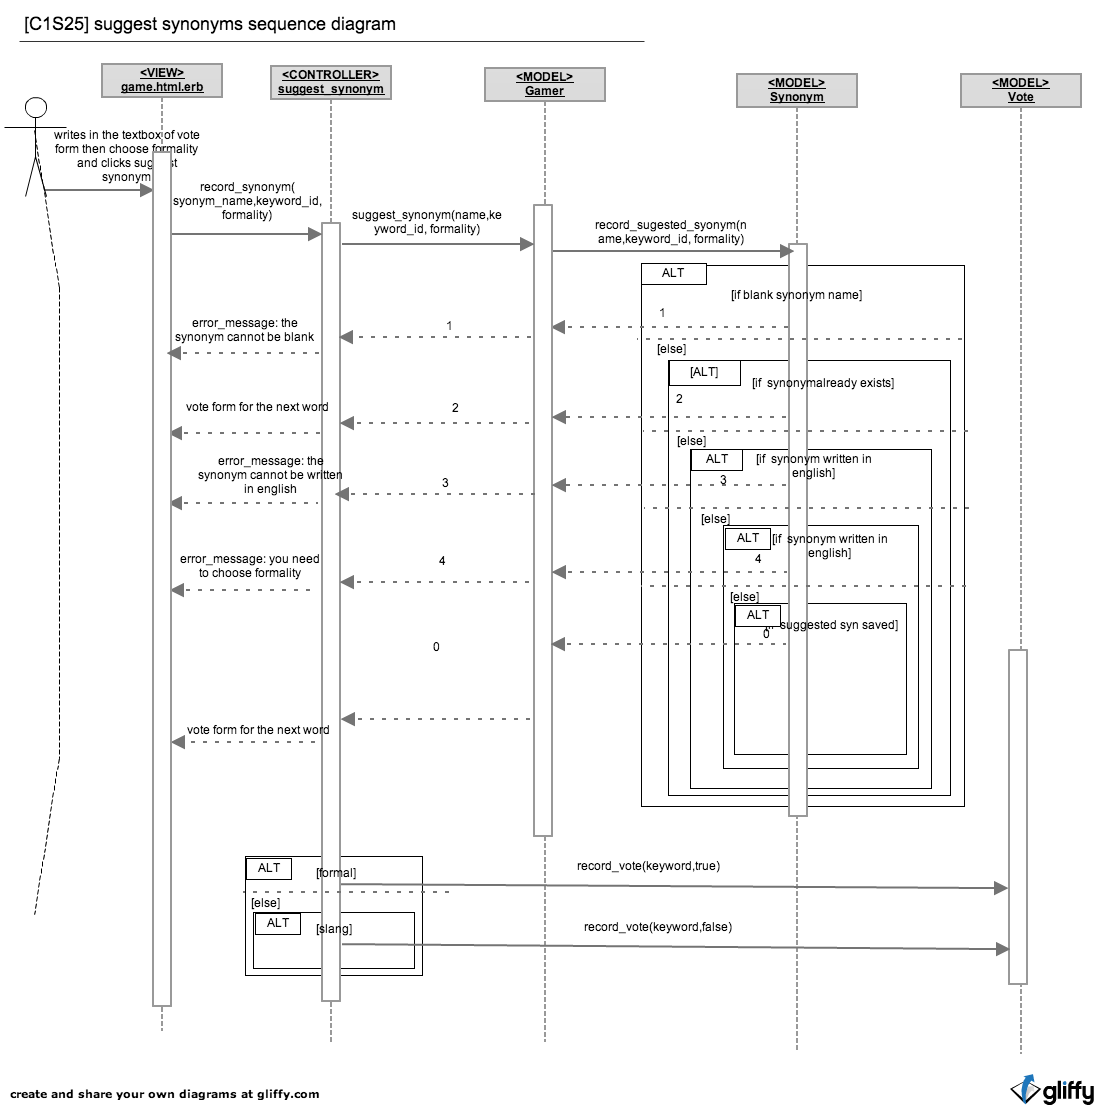 [C1S25] suggest synonyms sequence diagram
<VIEW>
game.html.erb
<CONTROLLER>
suggest_synonym
<MODEL>
Gamer
<MODEL>
Synonym
<MODEL>
Vote
writes in the textbox of vote
form then choose formality
and clicks suggest
synonym
record_synonym(
syonym_name,keyword_id,
formality)
suggest_synonym(name,ke
yword_id, formality)
record_sugested_syonym(n
ame,keyword_id, formality)
ALT
[if blank synonym name]
1
error_message: the
synonym cannot be blank
1
[else]
[ALT]
[if synonymalready exists]
2
vote form for the next word
2
[else]
ALT
[if synonym written in
english]
3
error_message: the
synonym cannot be written
in english
3
[else]
ALT
[if synonym written in
english]
4
error_message: you need
to choose formality
4
[else]
ALT
[if suggested syn saved]
0
0
vote form for the next word
ALT
[formal]
record_vote(keyword,true)
[else]
ALT
[slang]
record_vote(keyword,false)
create and share your own diagrams at gliffy.com
gliffy